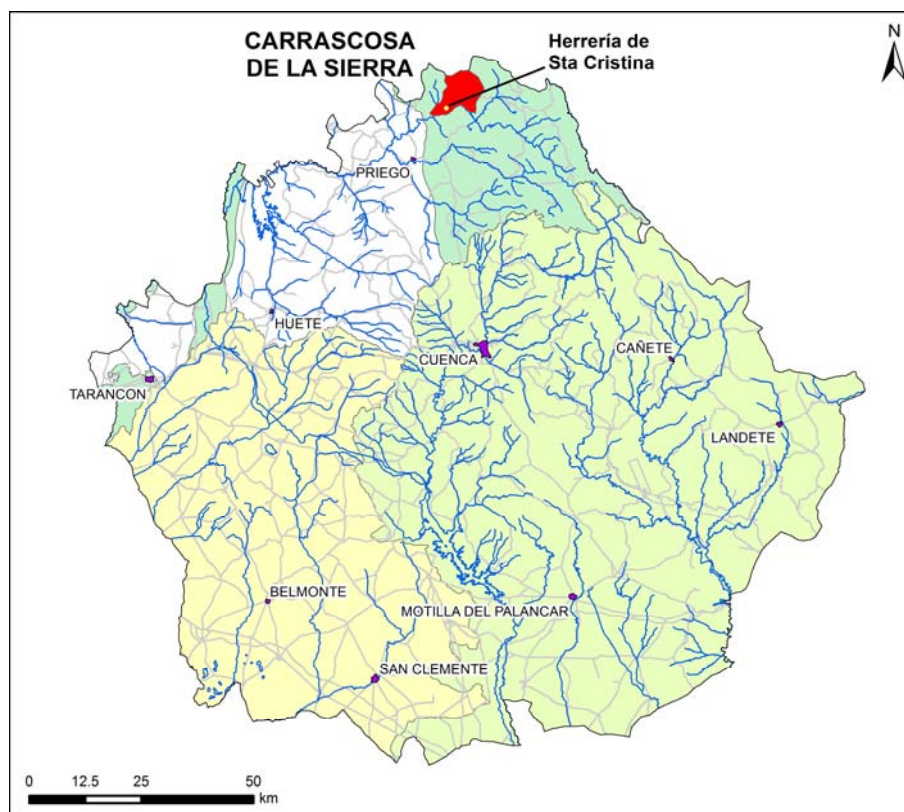 CARRASCOSA
DE LA SIERRA
Herrería de
Sta Cristina
N
PRIEGO
HUETE
CUENCA
CAÑETE
TARANCON
LANDETE
BELMONTE
MOTILLA DEL PALANCAR
SAN CLEMENTE
0 12.5 25 50
km